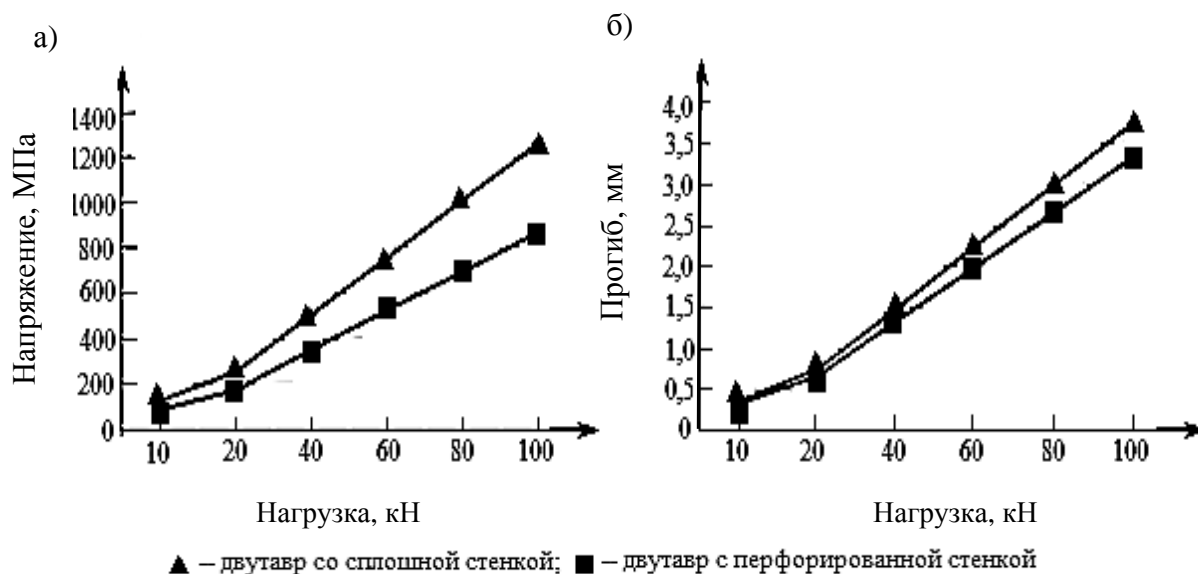 а)
Напряжение, МПа
1400
1200
1000
800
600
400
200
0
10 20 40 60 80 100
Нагрузка, кН
б)
Прогиб, мм
4,0
3,5
3,0
2,5
2,0
1,5
1,0
0,5
0
10 20 40 60 80 100
Нагрузка, кН
– двутавр со сплошной стенкой; – двутавр с перфорированной стенкой